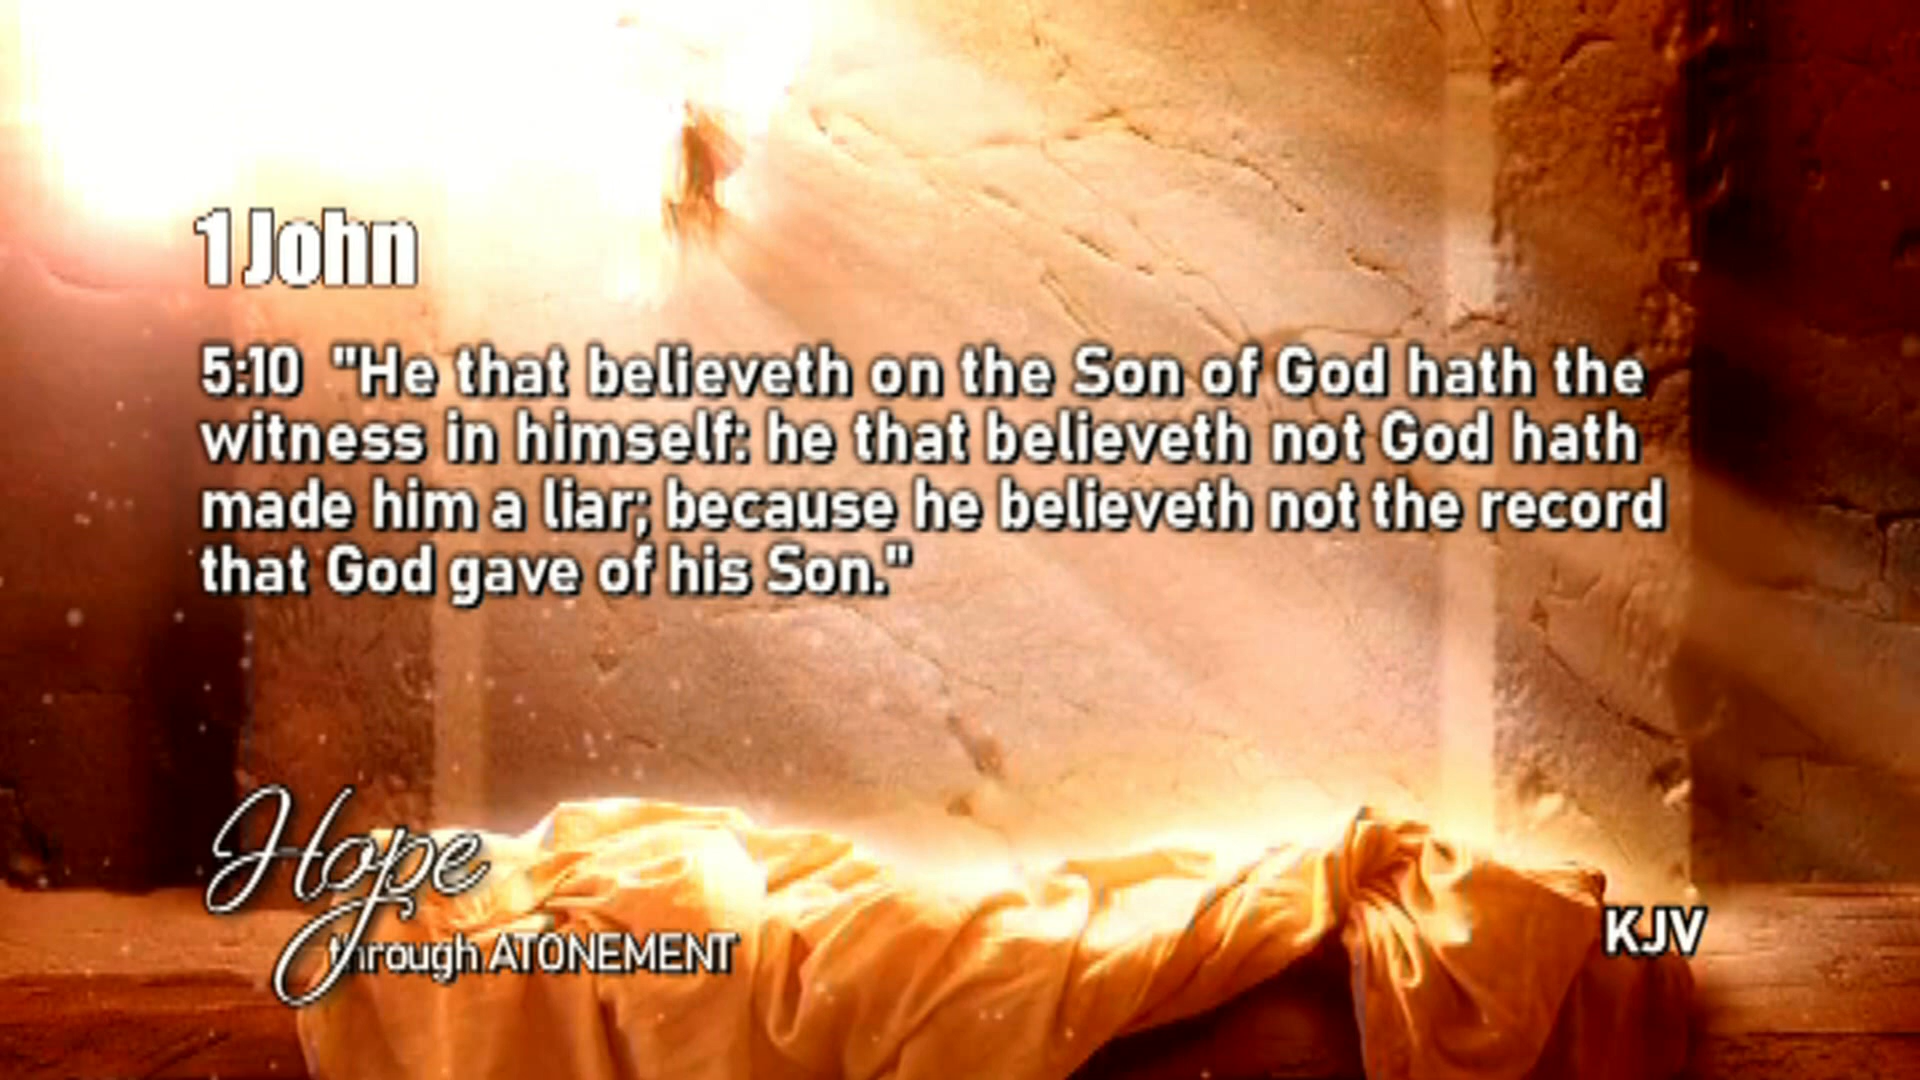 1 John
5:10 "He that believeth on the Son of God hath the
witness in himself: he that believeth not God hath
made him a liar; because he believeth not the record
that God gave of his Son."
Hope
through ATONEMENT
KJV